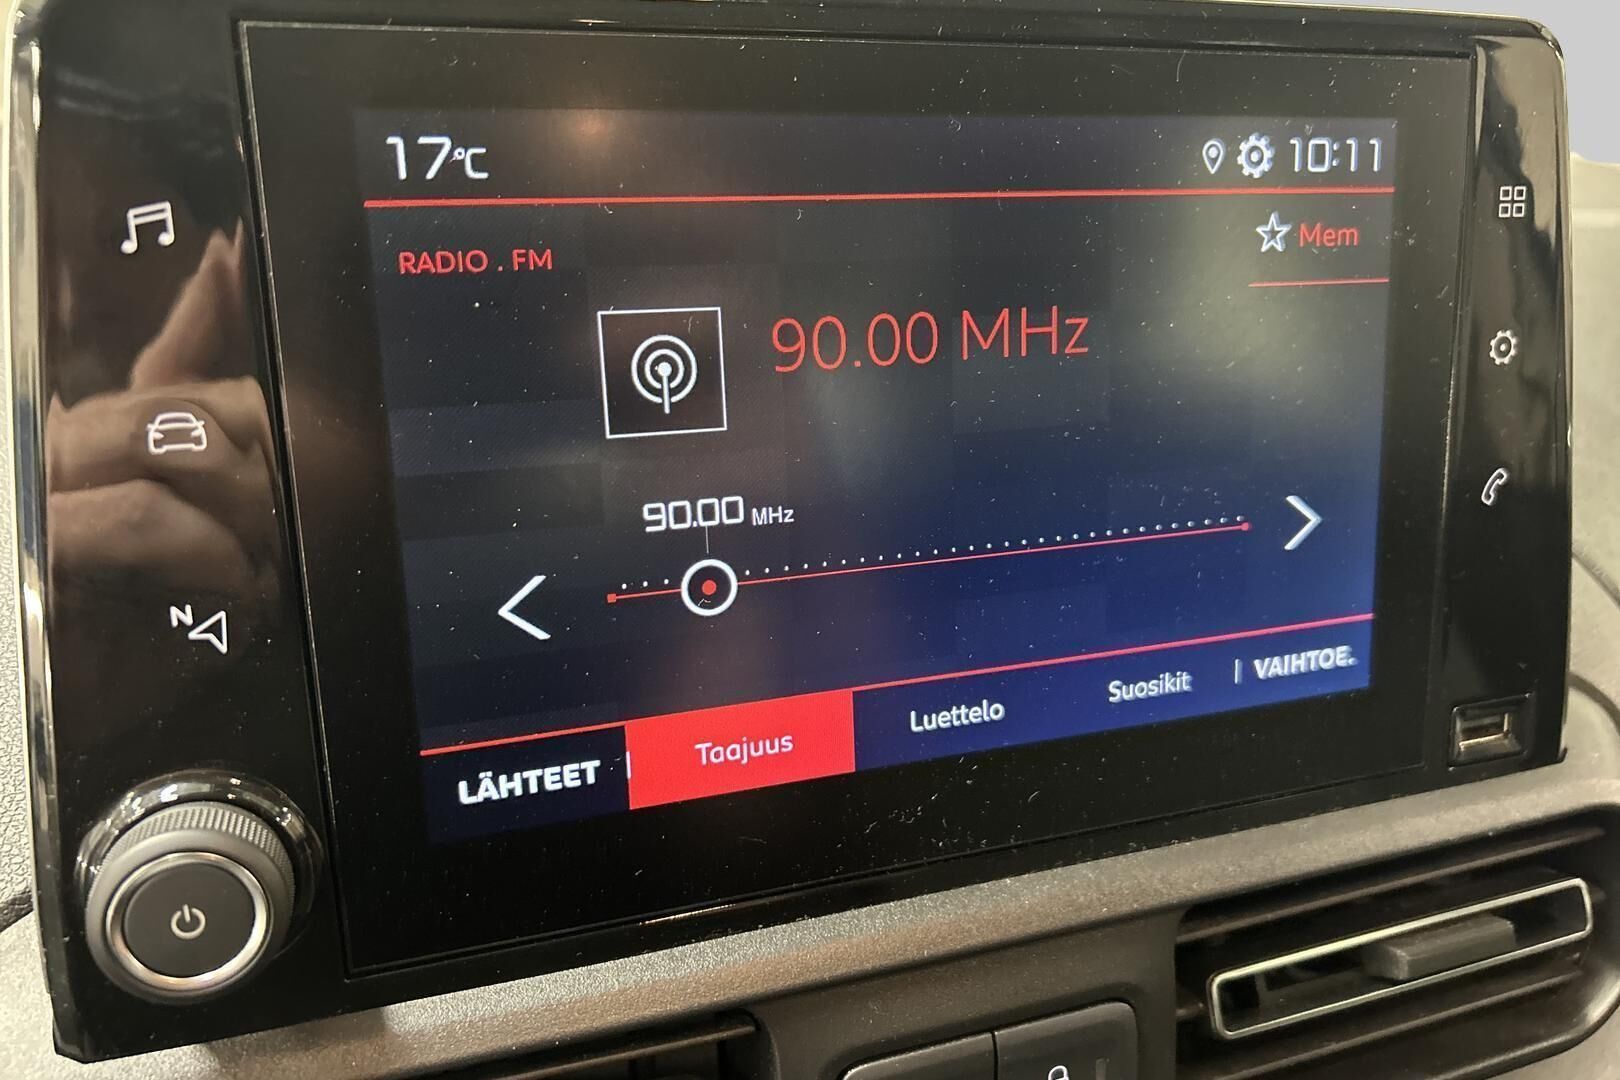 17°C
10:11
RADIO . FM
Mem
90.00 MHz
90.00 MHz
N
LÄHTEET
Taajuus
Luettelo
Suosikit
VAIHTOE.